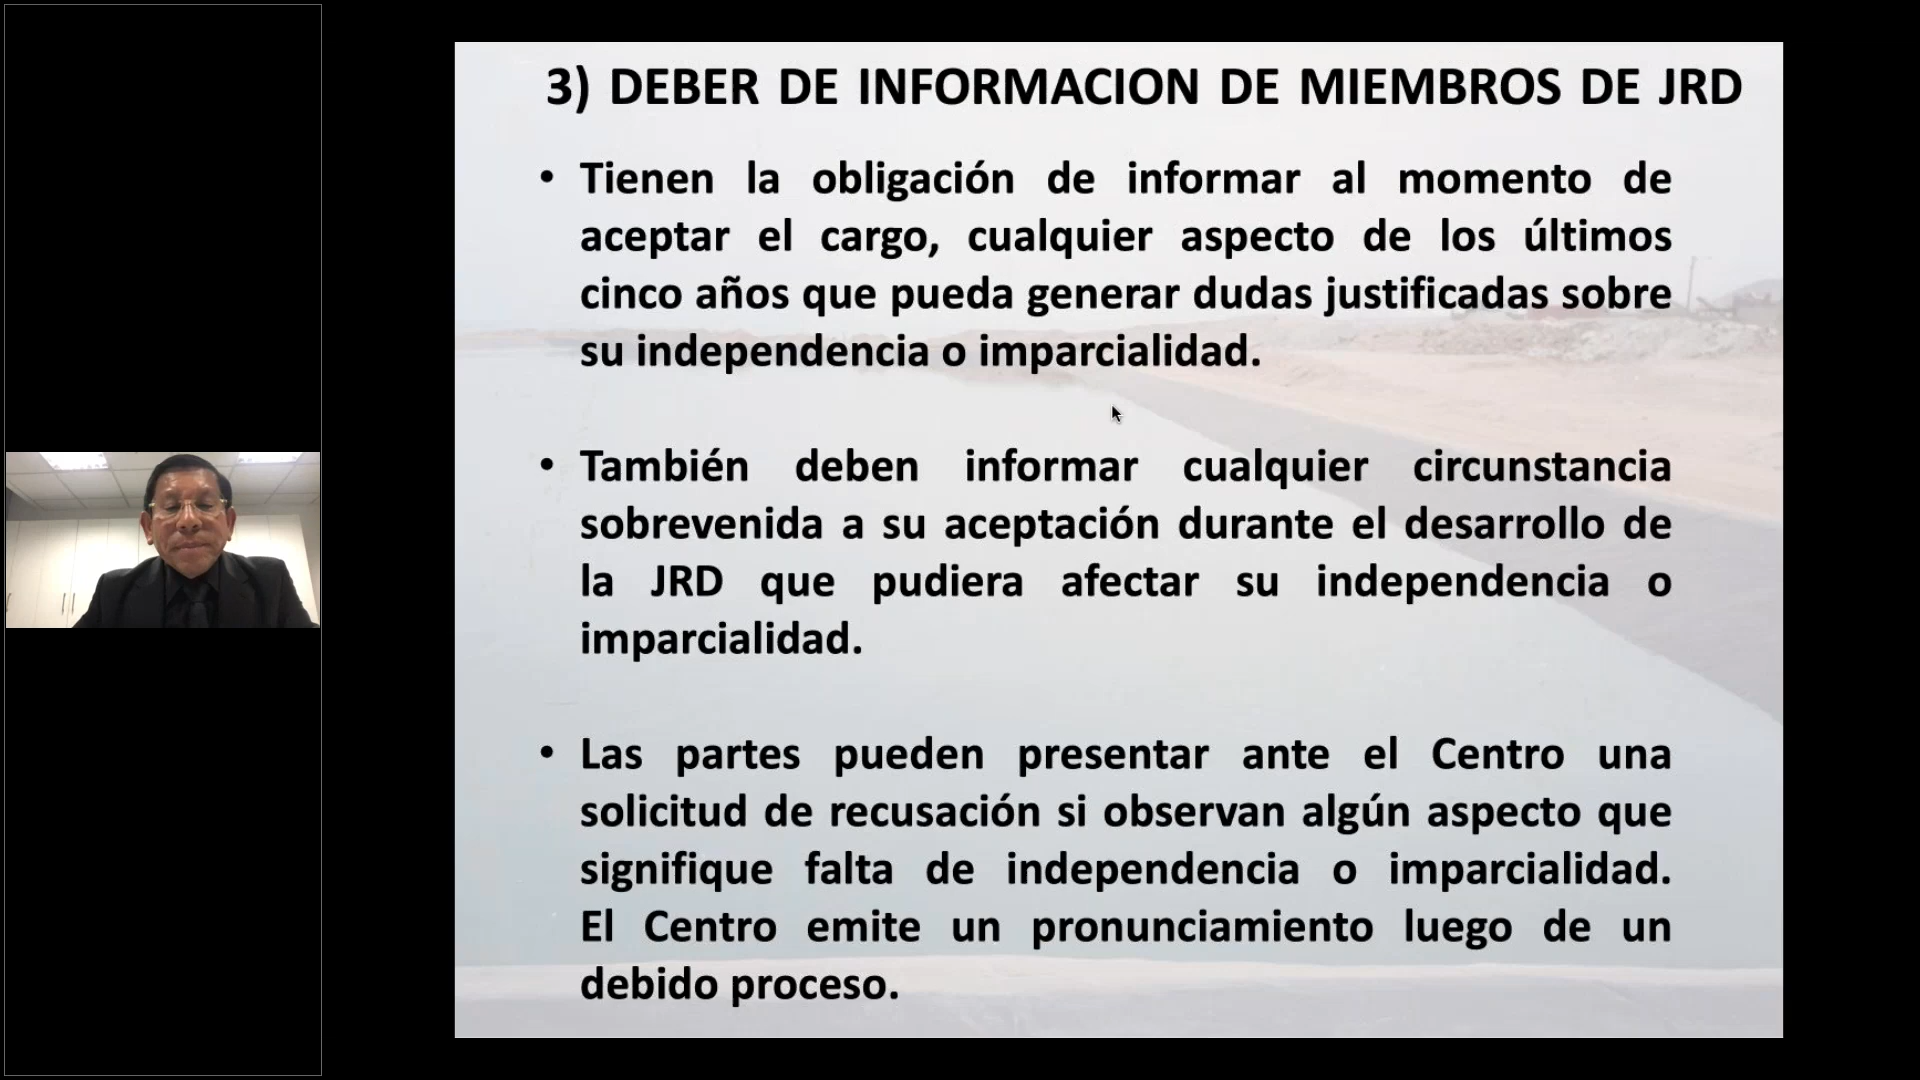 3) DEBER DE INFORMACION DE MIEMBROS DE JRD
• Tienen la obligación de informar al momento de
aceptar el cargo, cualquier aspecto de los últimos
cinco años que pueda generar dudas justificadas sobre
su independencia o imparcialidad.
• También deben informar cualquier circunstancia
sobrevenida a su aceptación durante el desarrollo de
la JRD que pudiera afectar su independencia o
imparcialidad.
• Las partes pueden presentar ante el Centro una
solicitud de recusación si observan algún aspecto que
signifique falta de independencia o imparcialidad.
El Centro emite un pronunciamiento luego de un
debido proceso.